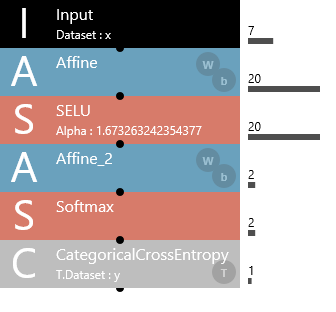 I
Input
Dataset : x
7
A
Affine
W
b
20
S
SELU
Alpha : 1.673263242354377
20
A
Affine_2
W
b
2
S
Softmax
2
C
CategoricalCrossEntropy
T.Dataset : y
T
1